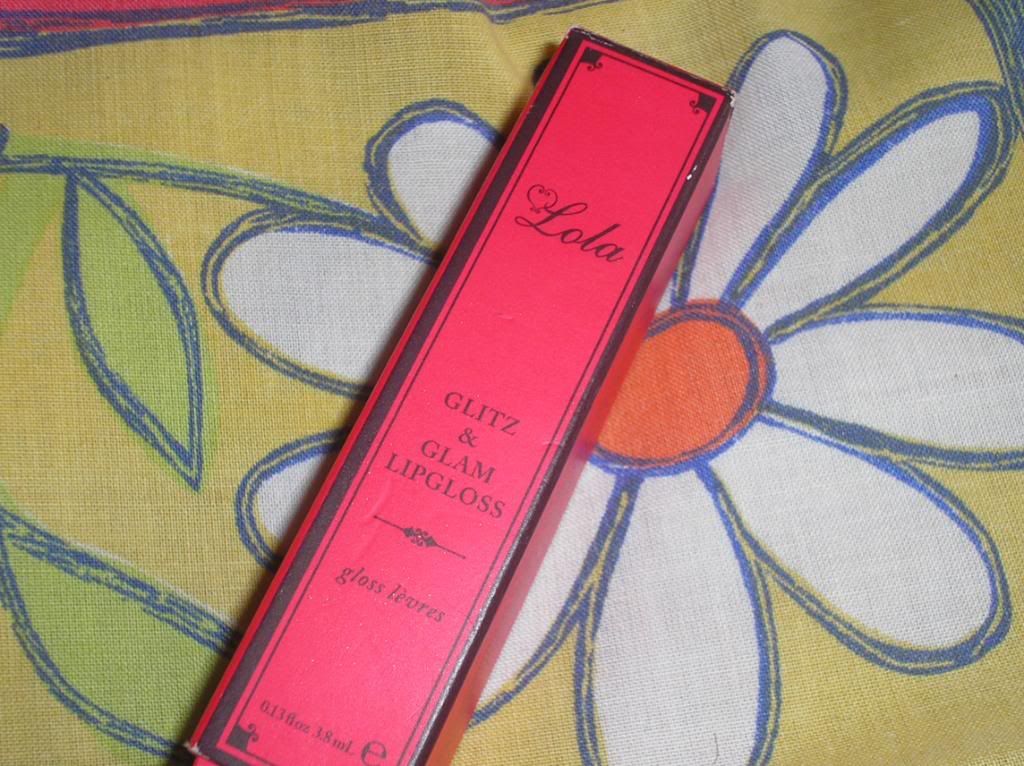 Lola
GLITZ
&
GLAM
LIPGLOSS
gloss lèvres
0.13 fl oz 3.8 mL e